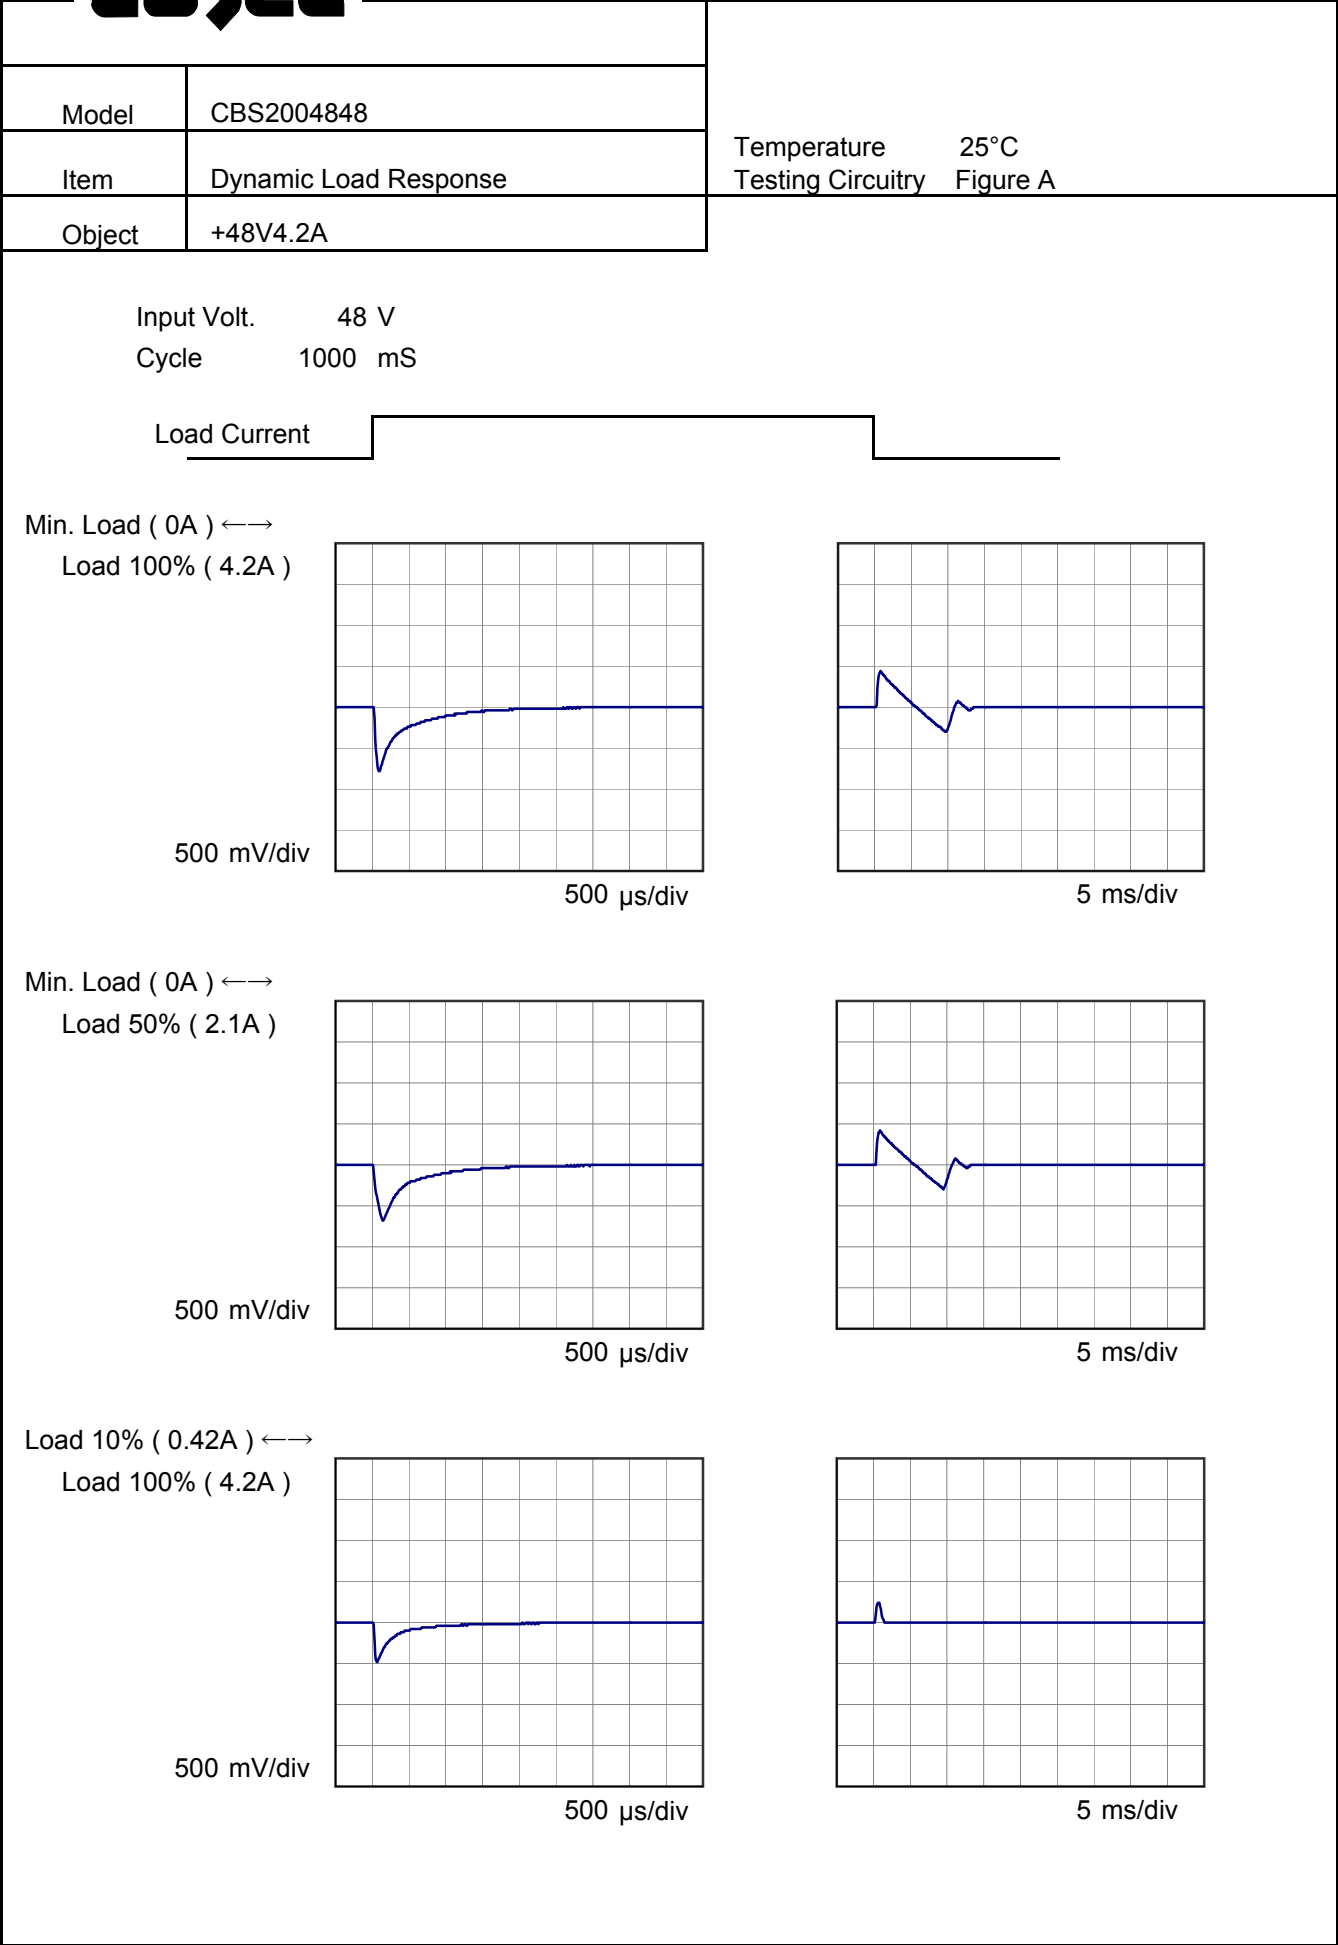 Model CBS2004848
Temperature 25°C
Item Dynamic Load Response Testing Circuitry Figure A
Object +48V4.2A
Input Volt. 48 V
Cycle 1000 mS
Load Current
Min. Load ( 0A ) ←→
Load 100% ( 4.2A )
500 mV/div
500 µs/div 5 ms/div
Min. Load ( 0A ) ←→
Load 50% ( 2.1A )
500 mV/div
500 µs/div 5 ms/div
Load 10% ( 0.42A ) ←→
Load 100% ( 4.2A )
500 mV/div
500 µs/div 5 ms/div